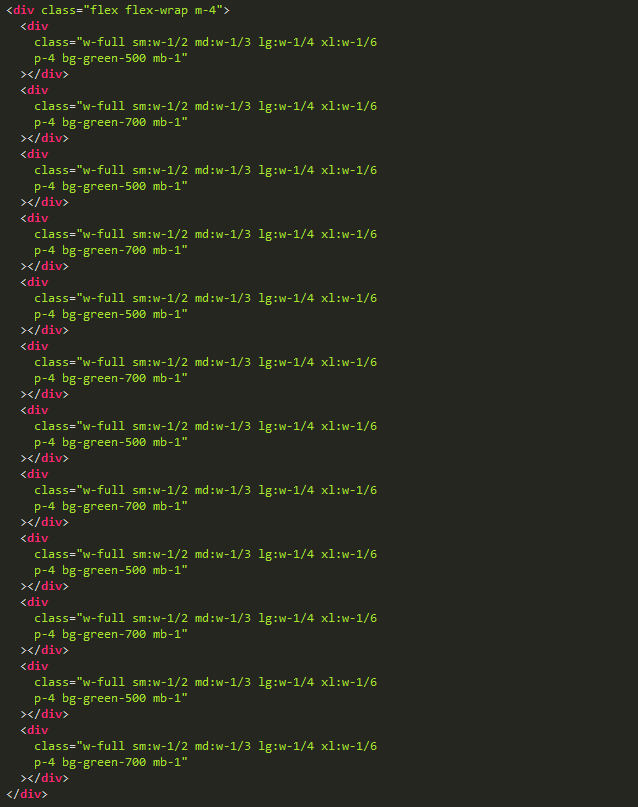 <div class="flex flex-wrap m-4">
  <div
    class="w-full sm:w-1/2 md:w-1/3 lg:w-1/4 xl:w-1/6
    p-4 bg-green-500 mb-1"
  ></div>
  <div
    class="w-full sm:w-1/2 md:w-1/3 lg:w-1/4 xl:w-1/6
    p-4 bg-green-700 mb-1"
  ></div>
  <div
    class="w-full sm:w-1/2 md:w-1/3 lg:w-1/4 xl:w-1/6
    p-4 bg-green-500 mb-1"
  ></div>
  <div
    class="w-full sm:w-1/2 md:w-1/3 lg:w-1/4 xl:w-1/6
    p-4 bg-green-700 mb-1"
  ></div>
  <div
    class="w-full sm:w-1/2 md:w-1/3 lg:w-1/4 xl:w-1/6
    p-4 bg-green-500 mb-1"
  ></div>
  <div
    class="w-full sm:w-1/2 md:w-1/3 lg:w-1/4 xl:w-1/6
    p-4 bg-green-700 mb-1"
  ></div>
  <div
    class="w-full sm:w-1/2 md:w-1/3 lg:w-1/4 xl:w-1/6
    p-4 bg-green-500 mb-1"
  ></div>
  <div
    class="w-full sm:w-1/2 md:w-1/3 lg:w-1/4 xl:w-1/6
    p-4 bg-green-700 mb-1"
  ></div>
  <div
    class="w-full sm:w-1/2 md:w-1/3 lg:w-1/4 xl:w-1/6
    p-4 bg-green-500 mb-1"
  ></div>
  <div
    class="w-full sm:w-1/2 md:w-1/3 lg:w-1/4 xl:w-1/6
    p-4 bg-green-700 mb-1"
  ></div>
  <div
    class="w-full sm:w-1/2 md:w-1/3 lg:w-1/4 xl:w-1/6
    p-4 bg-green-500 mb-1"
  ></div>
  <div
    class="w-full sm:w-1/2 md:w-1/3 lg:w-1/4 xl:w-1/6
    p-4 bg-green-700 mb-1"
  ></div>
</div>